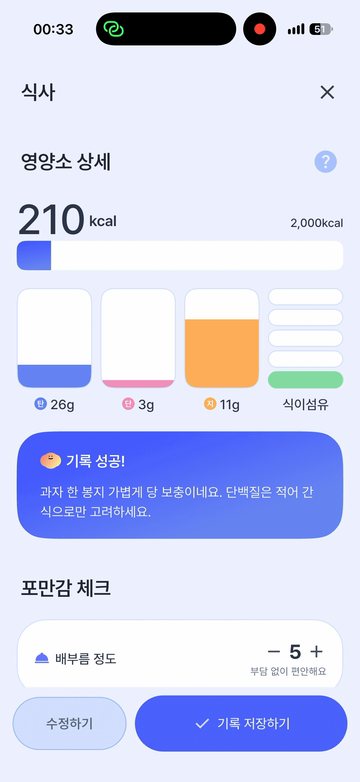 00:33
51
식사
영양소 상세
?
210 kcal
2,000kcal
탄 26g
단 3g
지 11g
식이섬유
기록 성공!
과자 한 봉지 가볍게 당 보충이네요. 단백질은 적어 간
식으로만 고려하세요.
포만감 체크
배부름 정도
5
부담 없이 편안해요
수정하기
기록 저장하기